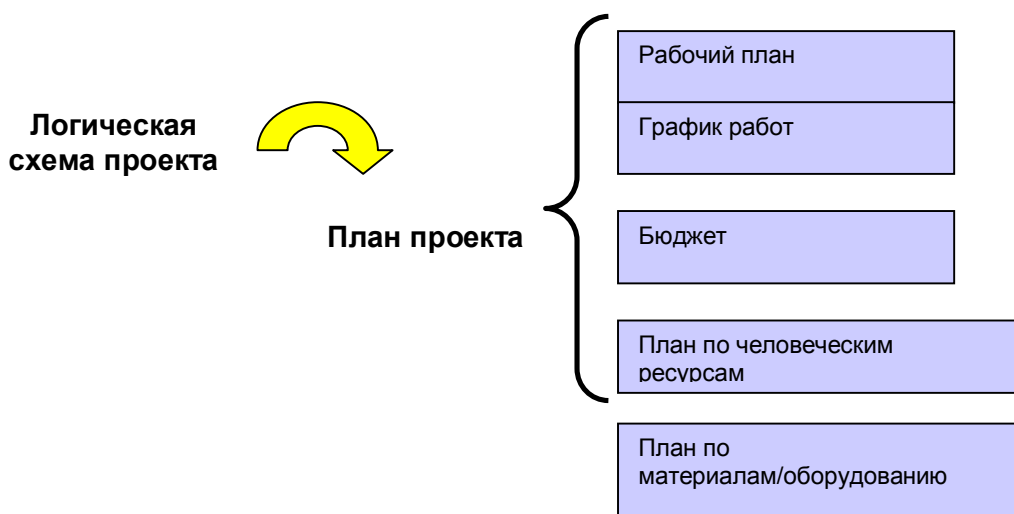 Логическая
схема проекта
План проекта
Рабочий план
График работ
Бюджет
План по человеческим
ресурсам
План по
материалам/оборудованию